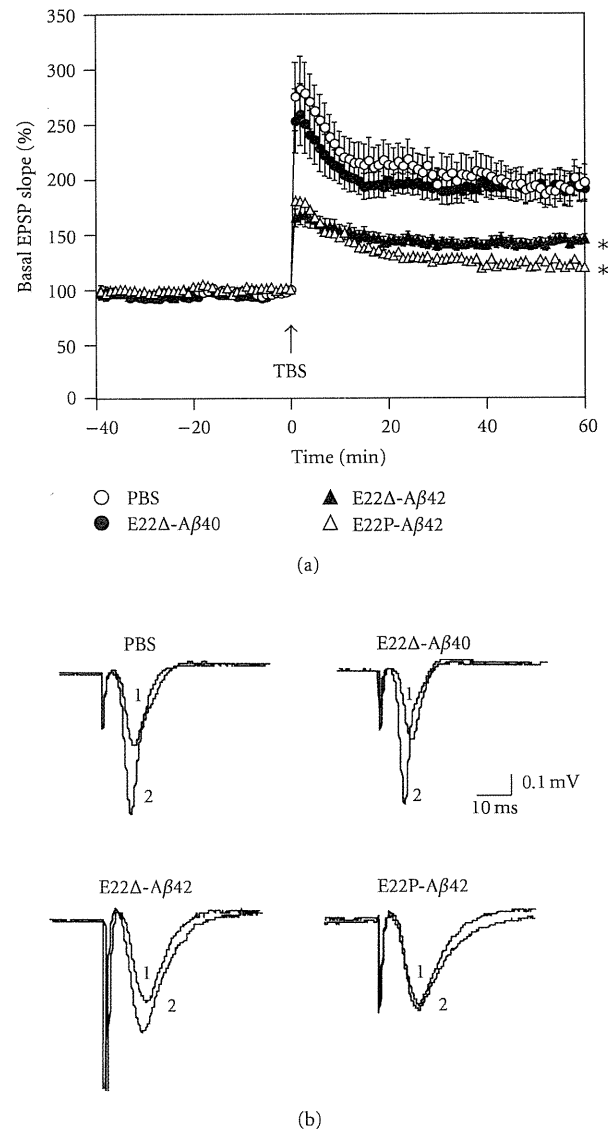 350
300
250
200
150
100
50
0
Basal EPSP slope (%)
*
*
TBS
−40 −20 0 20 40 60
Time (min)
PBS E22Δ-Aβ42
E22Δ-Aβ40 E22P-Aβ42
(a)
PBS E22Δ-Aβ40
1 1
2 2
0.1 mV
10 ms
E22Δ-Aβ42 E22P-Aβ42
1 1
2 2
(b)